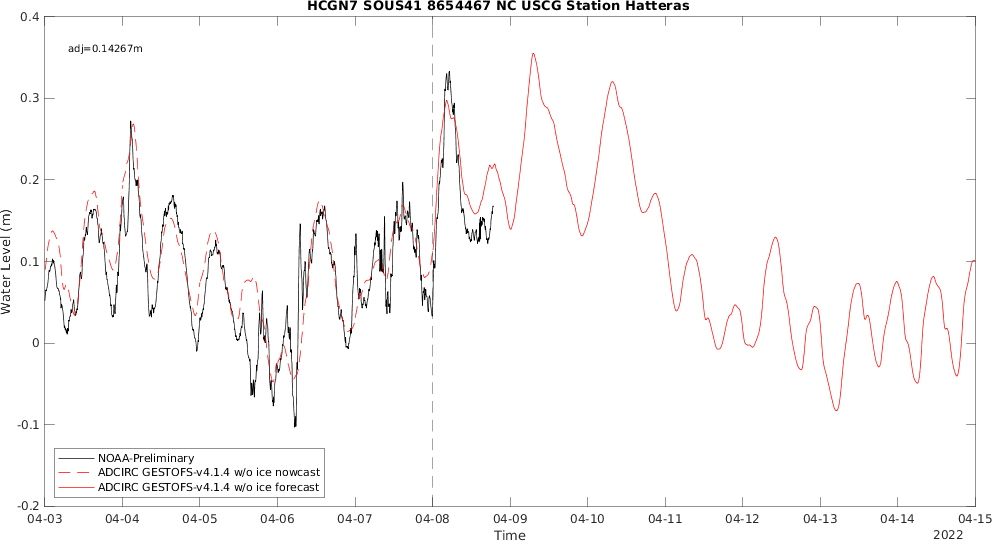 HCGN7 SOUS41 8654467 NC USCG Station Hatteras
adj=0.14267m
0.4
0.3
0.2
0.1
0
-0.1
-0.2
Water Level (m)
NOAA-Preliminary
ADCIRC GESTOFS-v4.1.4 w/o ice nowcast
ADCIRC GESTOFS-v4.1.4 w/o ice forecast
04-03 04-04 04-05 04-06 04-07 04-08 04-09 04-10 04-11 04-12 04-13 04-14 04-15
Time
2022